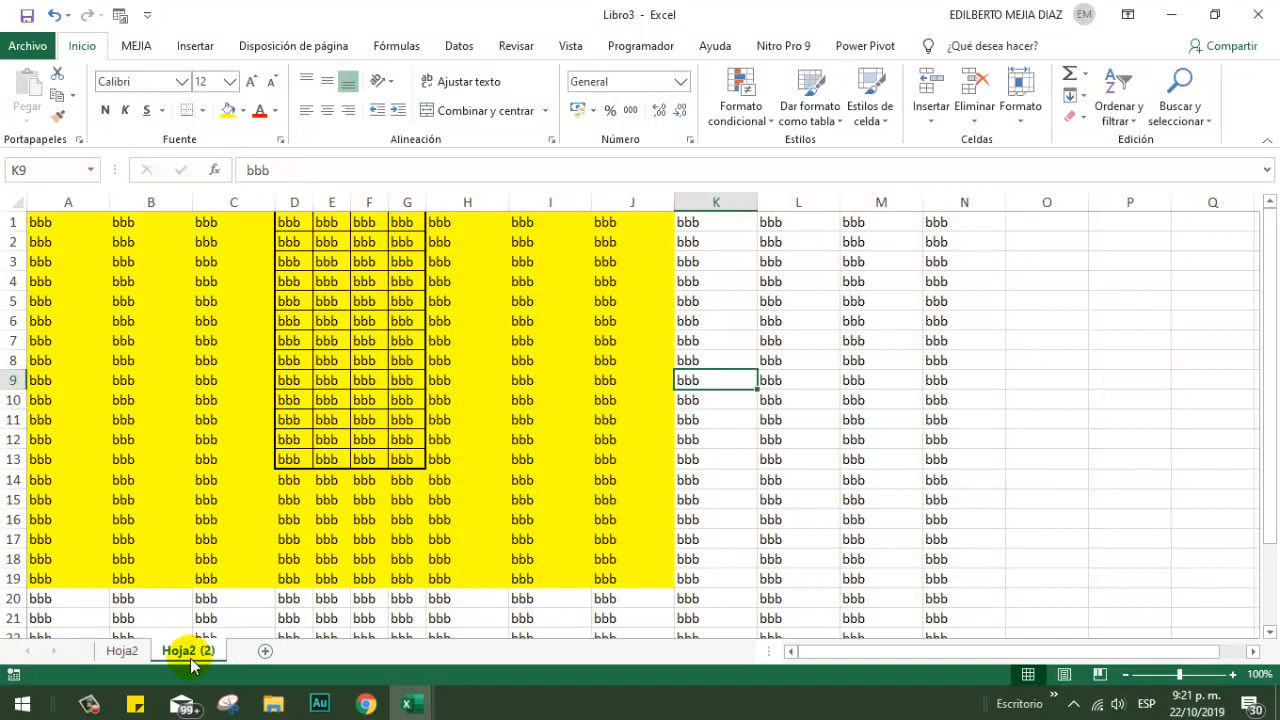 Libro3 - Excel
EDILBERTO MEJIA DIAZ EM
Archivo Inicio MEJIA Insertar Disposición de página Fórmulas Datos Revisar Vista Programador Ayuda Nitro Pro 9 Power Pivot ¿Qué desea hacer? Compartir
Pegar
Calibri 12
N K S
Ajustar texto
Combinar y centrar
General
% 000
Formato condicional
Dar formato como tabla
Estilos de celda
Insertar
Eliminar
Formato
Ordenar y filtrar
Buscar y seleccionar
Portapapeles Fuente Alineación Número Estilos Celdas Edición
K9 fx bbb
A B C D E F G H I J K L M N O P Q
1 bbb bbb bbb bbb bbb bbb bbb bbb bbb bbb bbb bbb bbb bbb
2 bbb bbb bbb bbb bbb bbb bbb bbb bbb bbb bbb bbb bbb bbb
3 bbb bbb bbb bbb bbb bbb bbb bbb bbb bbb bbb bbb bbb bbb
4 bbb bbb bbb bbb bbb bbb bbb bbb bbb bbb bbb bbb bbb bbb
5 bbb bbb bbb bbb bbb bbb bbb bbb bbb bbb bbb bbb bbb bbb
6 bbb bbb bbb bbb bbb bbb bbb bbb bbb bbb bbb bbb bbb bbb
7 bbb bbb bbb bbb bbb bbb bbb bbb bbb bbb bbb bbb bbb bbb
8 bbb bbb bbb bbb bbb bbb bbb bbb bbb bbb bbb bbb bbb bbb
9 bbb bbb bbb bbb bbb bbb bbb bbb bbb bbb bbb bbb bbb bbb
10 bbb bbb bbb bbb bbb bbb bbb bbb bbb bbb bbb bbb bbb bbb
11 bbb bbb bbb bbb bbb bbb bbb bbb bbb bbb bbb bbb bbb bbb
12 bbb bbb bbb bbb bbb bbb bbb bbb bbb bbb bbb bbb bbb bbb
13 bbb bbb bbb bbb bbb bbb bbb bbb bbb bbb bbb bbb bbb bbb
14 bbb bbb bbb bbb bbb bbb bbb bbb bbb bbb bbb bbb bbb bbb
15 bbb bbb bbb bbb bbb bbb bbb bbb bbb bbb bbb bbb bbb bbb
16 bbb bbb bbb bbb bbb bbb bbb bbb bbb bbb bbb bbb bbb bbb
17 bbb bbb bbb bbb bbb bbb bbb bbb bbb bbb bbb bbb bbb bbb
18 bbb bbb bbb bbb bbb bbb bbb bbb bbb bbb bbb bbb bbb bbb
19 bbb bbb bbb bbb bbb bbb bbb bbb bbb bbb bbb bbb bbb bbb
20 bbb bbb bbb bbb bbb bbb bbb bbb bbb bbb bbb bbb bbb bbb
21 bbb bbb bbb bbb bbb bbb bbb bbb bbb bbb bbb bbb bbb bbb
Hoja2 Hoja2 (2)
100%
99+ Au Escritorio ESP 9:21 p. m.
22/10/2019 30